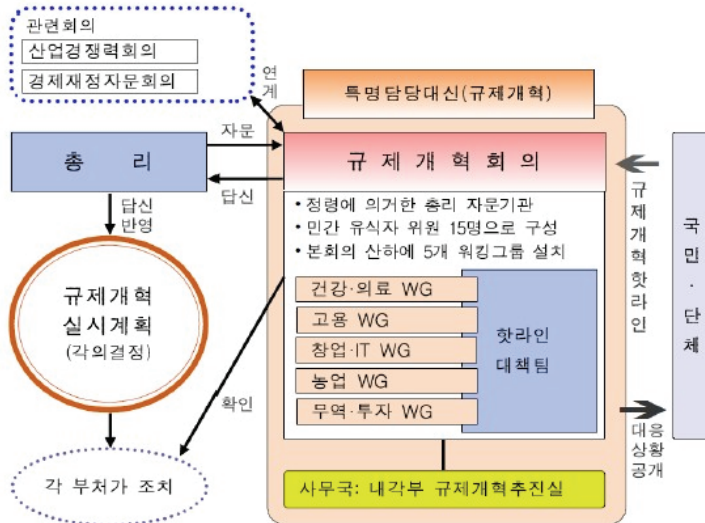 관련회의
산업경쟁력회의
경제재정자문회의
연계
특명담당대신(규제개혁)
총 리
자문
답신
규 제 개 혁 회 의
• 정령에 의거한 총리 자문기관
• 민간 유식자 위원 15명으로 구성
• 본회의 산하에 5개 워킹그룹 설치
건강·의료 WG
고용 WG
창업·IT WG
농업 WG
무역·투자 WG
핫라인
대책팀
사무국: 내각부 규제개혁추진실
답신
반영
규제개혁
실시계획
(각의결정)
확인
각 부처가 조치
규제개혁핫라인
국민·단체
대응
상황
공개